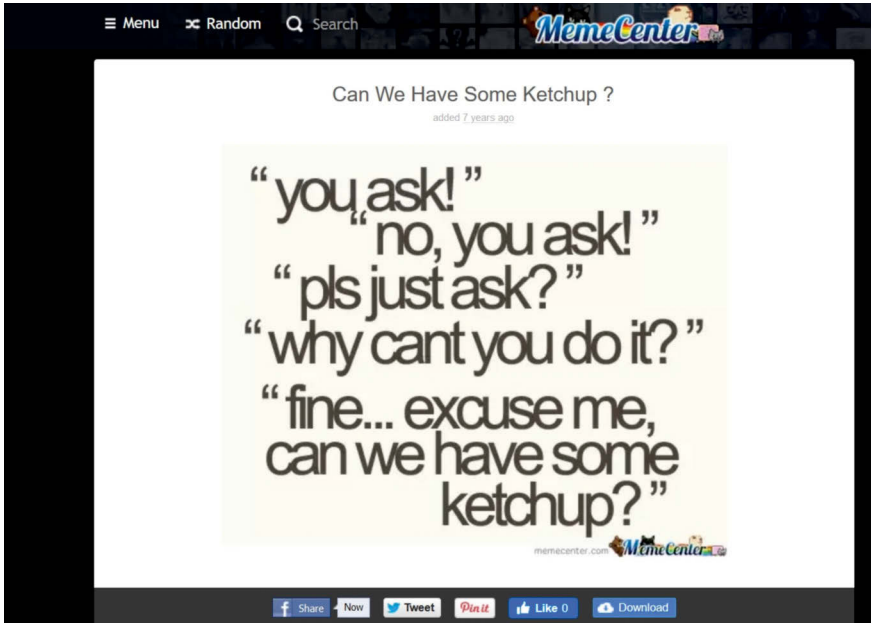 ≡ Menu Random Search MemeCenter
Can We Have Some Ketchup ?
added 7 years ago
“you ask!”
“no, you ask!”
“pls just ask?”
“why cant you do it?”
“fine... excuse me,
can we have some
ketchup?”
memecenter.com MemeCenter
f Share Now Tweet Pin it Like 0 Download